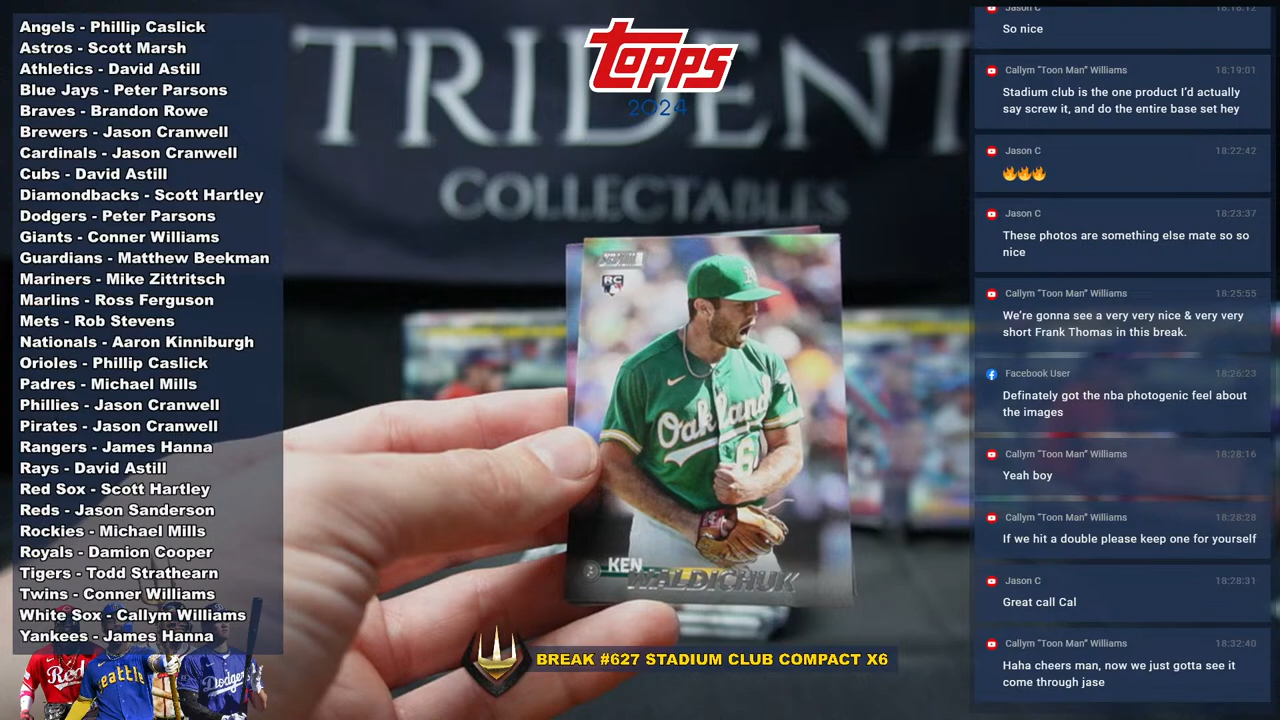 Angels - Phillip Caslick
Astros - Scott Marsh
Athletics - David Astill
Blue Jays - Peter Parsons
Braves - Brandon Rowe
Brewers - Jason Cranwell
Cardinals - Jason Cranwell
Cubs - David Astill
Diamondbacks - Scott Hartley
Dodgers - Peter Parsons
Giants - Conner Williams
Guardians - Matthew Beekman
Mariners - Mike Zittritsch
Marlins - Ross Ferguson
Mets - Rob Stevens
Nationals - Aaron Kinniburgh
Orioles - Phillip Caslick
Padres - Michael Mills
Phillies - Jason Cranwell
Pirates - Jason Cranwell
Rangers - James Hanna
Rays - David Astill
Red Sox - Scott Hartley
Reds - Jason Sanderson
Rockies - Michael Mills
Royals - Damion Cooper
Tigers - Todd Strathearn
Twins - Conner Williams
White Sox - Callym Williams
Yankees - James Hanna
Reds
Seattle
Dodgers
TRIDENT
COLLECTABLES
topps
2024
RC
Oakland
6
KEN
WALDICHUK
BREAK #627 STADIUM CLUB COMPACT X6
Jason C 18:16:12
So nice
Callym "Toon Man" Williams 18:19:01
Stadium club is the one product I'd actually
say screw it, and do the entire base set hey
Jason C 18:22:42
🔥🔥🔥
Jason C 18:23:37
These photos are something else mate so so
nice
Callym "Toon Man" Williams 18:25:55
We're gonna see a very very nice & very very
short Frank Thomas in this break.
Facebook User 18:26:23
Definately got the nba photogenic feel about
the images
Callym "Toon Man" Williams 18:28:16
Yeah boy
Callym "Toon Man" Williams 18:28:28
If we hit a double please keep one for yourself
Jason C 18:28:31
Great call Cal
Callym "Toon Man" Williams 18:32:40
Haha cheers man, now we just gotta see it
come through jase